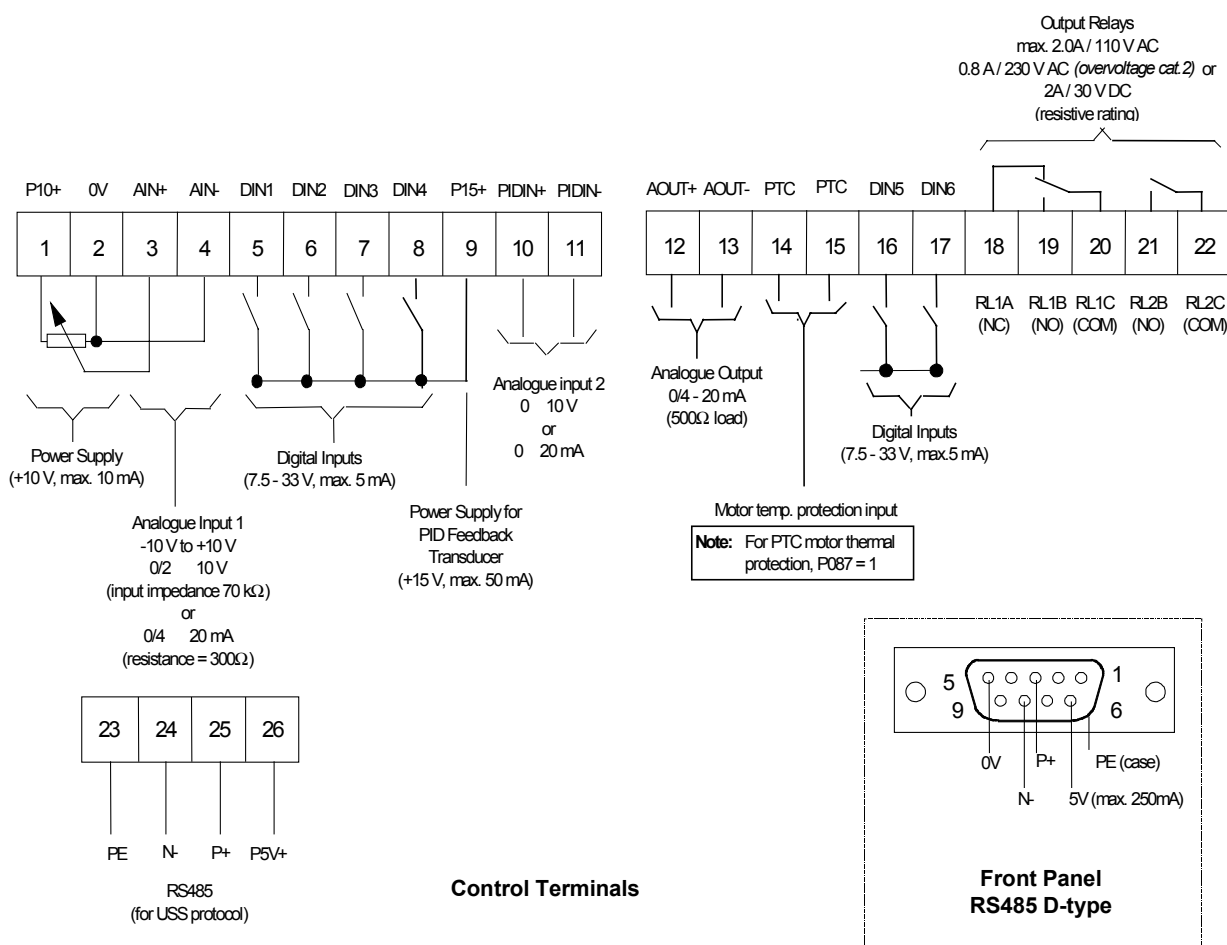 Output Relays
max. 2.0A / 110 V AC
0.8 A / 230 V AC (overvoltage cat.2) or
2A / 30 V DC
(resistive rating)
P10+ 0V AIN+ AIN- DIN1 DIN2 DIN3 DIN4 P15+ PIDIN+ PIDIN-
1 2 3 4 5 6 7 8 9 10 11
AOUT+ AOUT- PTC PTC DIN5 DIN6
12 13 14 15 16 17 18 19 20 21 22
RL1A RL1B RL1C RL2B RL2C
(NC) (NO) (COM) (NO) (COM)
Power Supply
(+10 V, max. 10 mA)
Analogue Input 1
-10 V to +10 V
0/2 10 V
(input impedance 70 kΩ)
or
0/4 20 mA
(resistance = 300Ω)
Digital Inputs
(7.5 - 33 V, max. 5 mA)
Power Supply for
PID Feedback
Transducer
(+15 V, max. 50 mA)
Analogue input 2
0 10 V
or
0 20 mA
Analogue Output
0/4 - 20 mA
(500Ω load)
Motor temp. protection input
Note: For PTC motor thermal
protection, P087 = 1
Digital Inputs
(7.5 - 33 V, max.5 mA)
23 24 25 26
PE N- P+ P5V+
RS485
(for USS protocol)
Control Terminals
5 1
9 6
0V P+ PE (case)
N- 5V (max. 250mA)
Front Panel
RS485 D-type